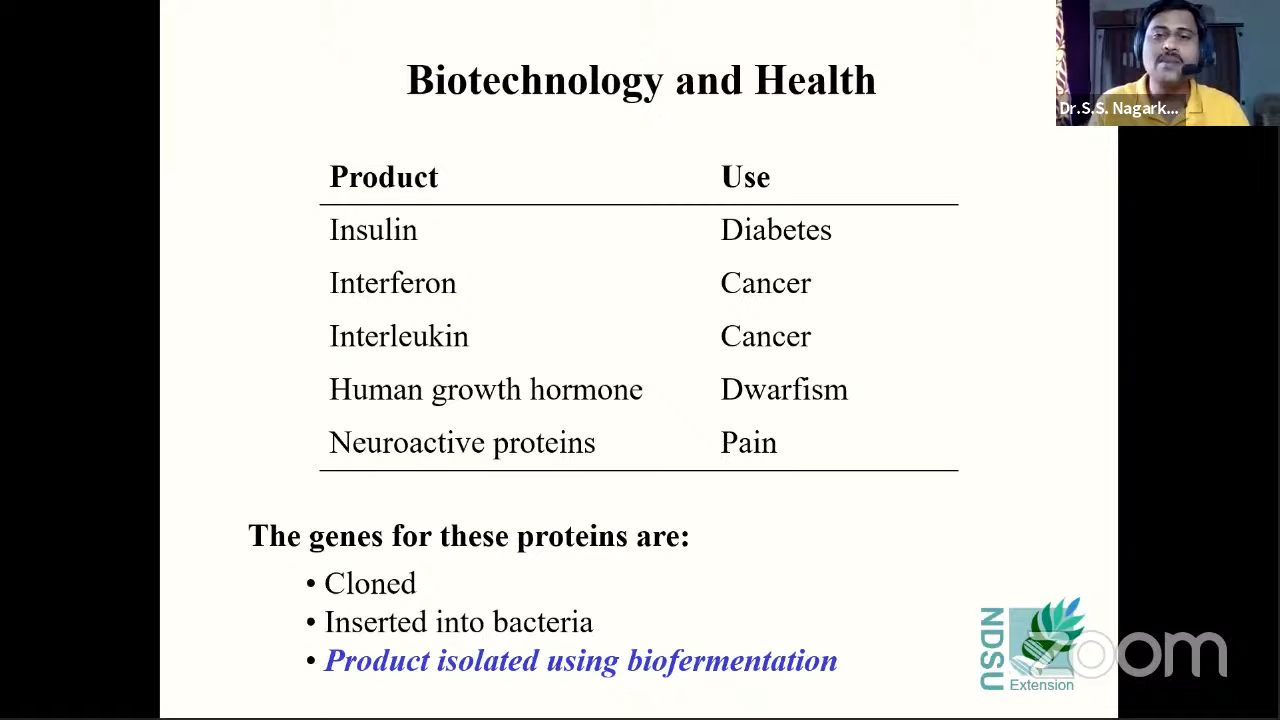 Biotechnology and Health
Dr.S.S. Nagark...
Product Use
Insulin Diabetes
Interferon Cancer
Interleukin Cancer
Human growth hormone Dwarfism
Neuroactive proteins Pain
The genes for these proteins are:
• Cloned
• Inserted into bacteria
• Product isolated using biofermentation
NDSU
Extension
zoom